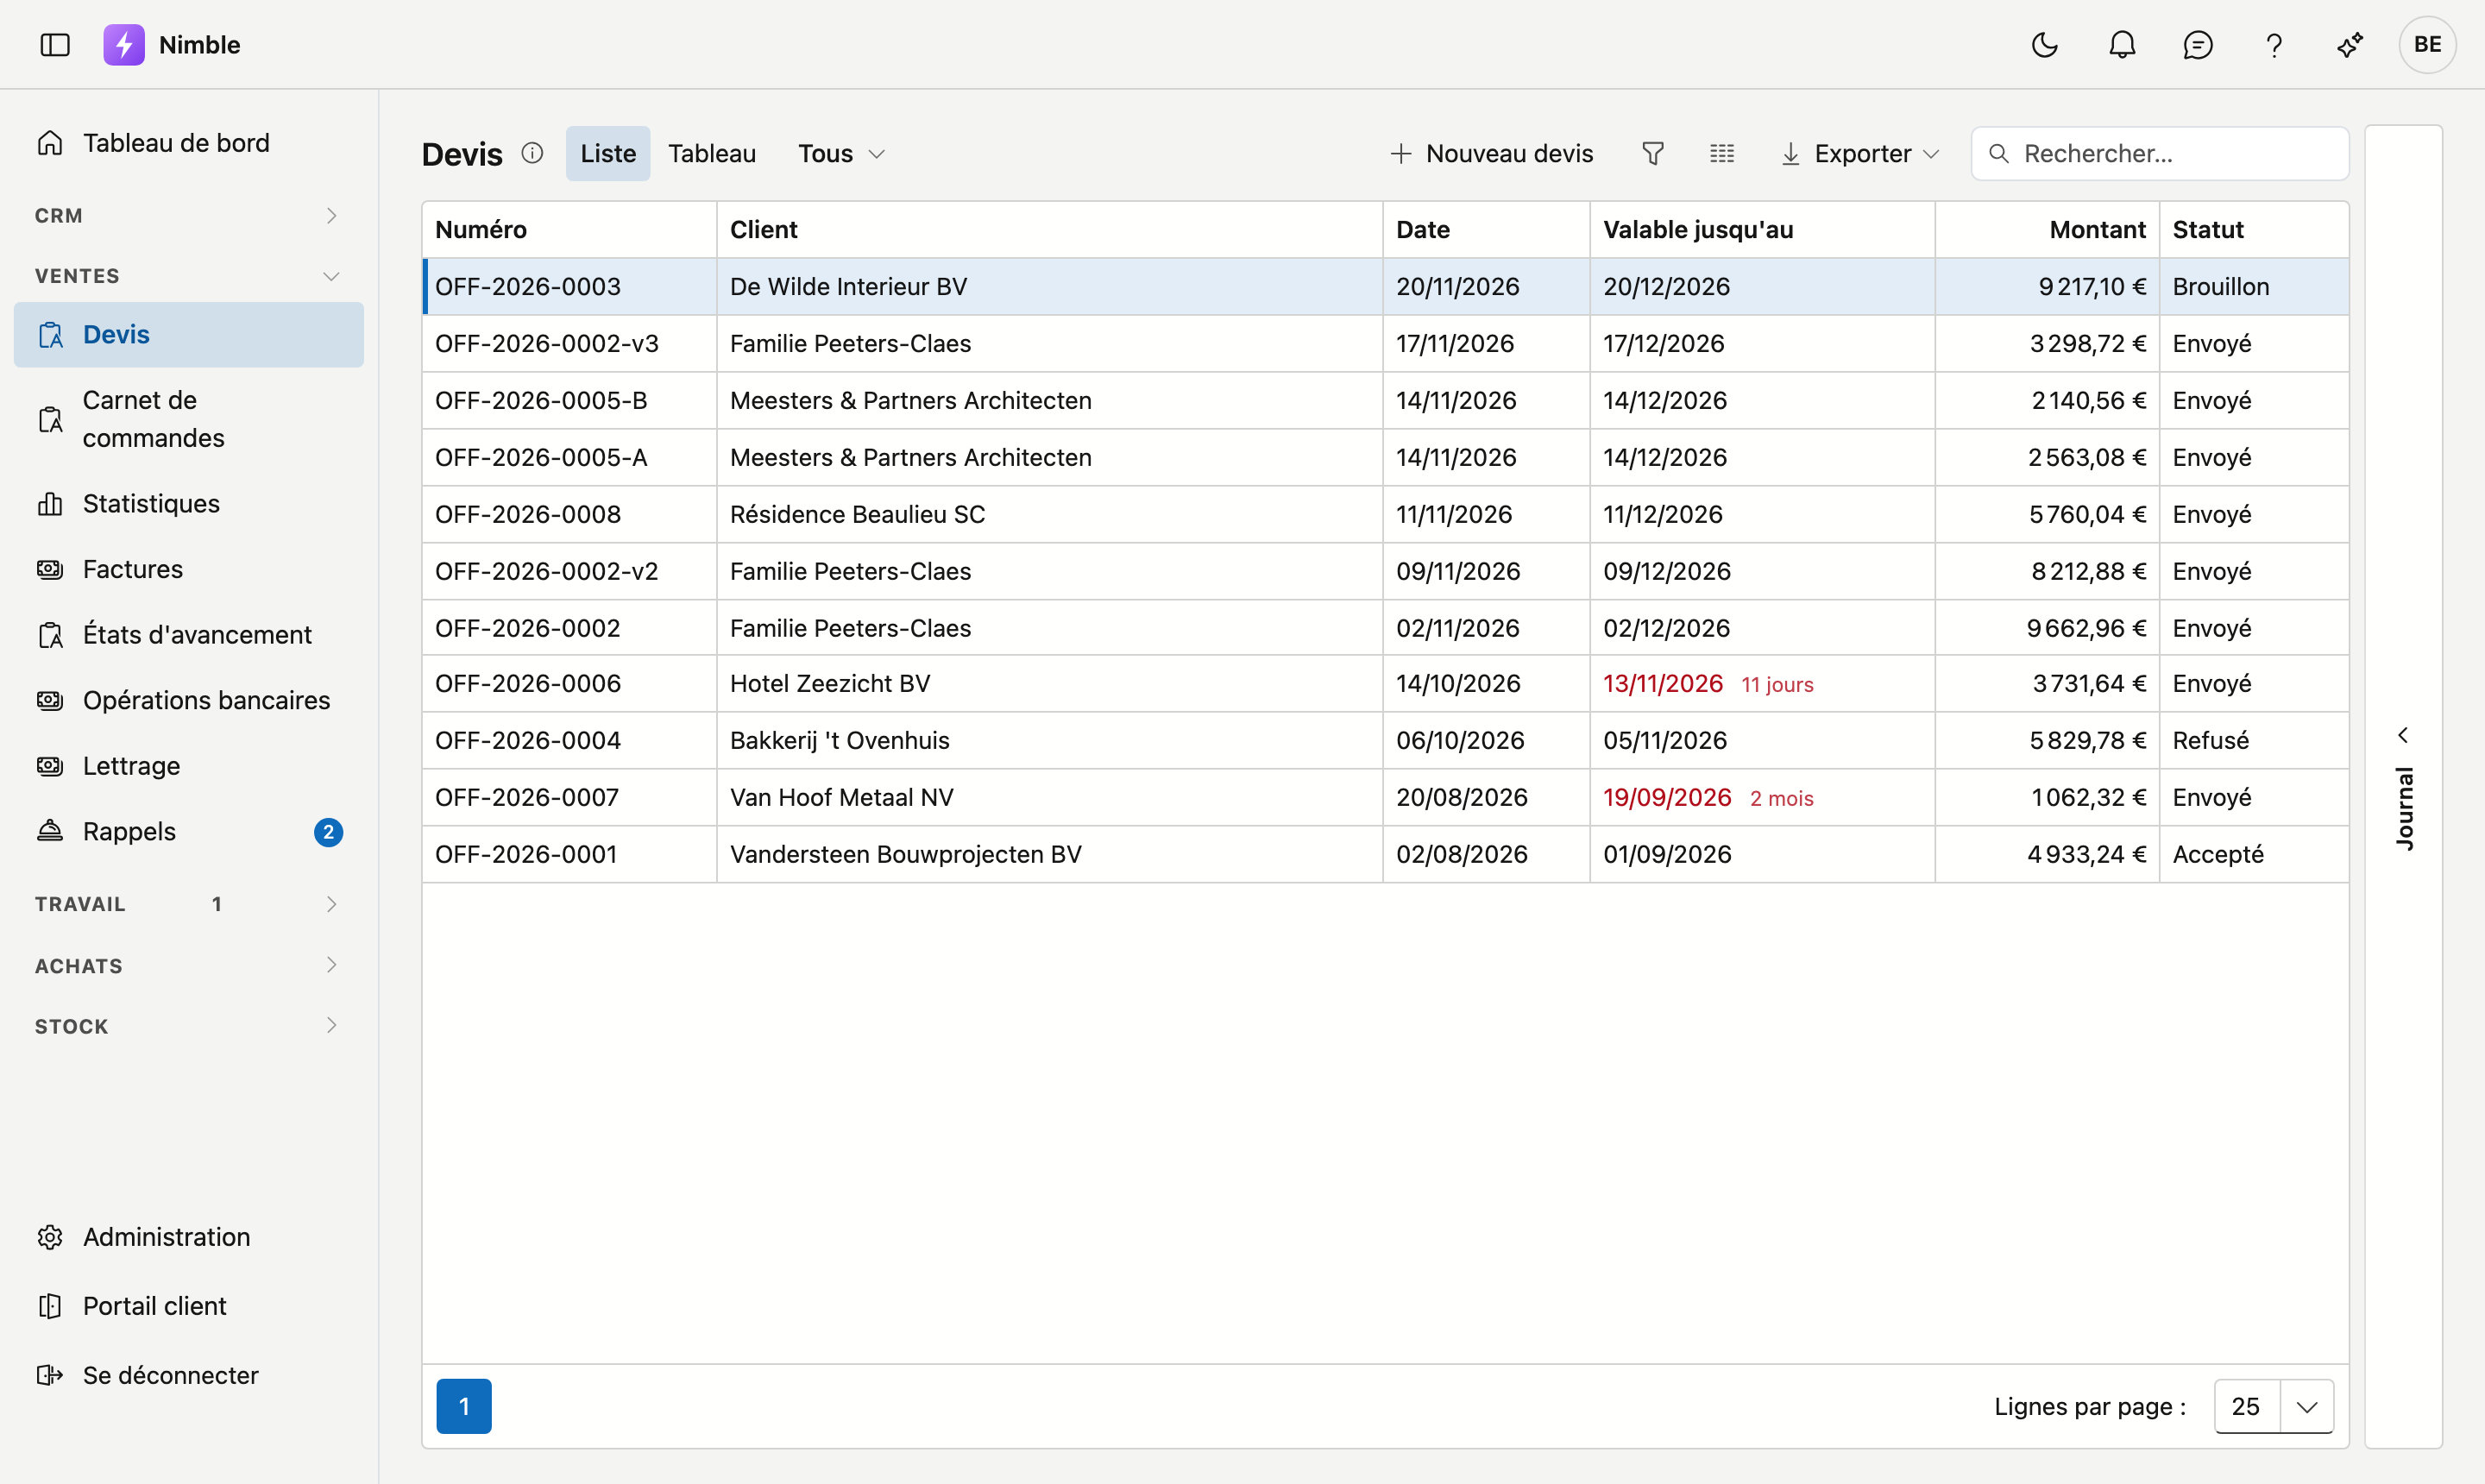 Nimble
BE
Tableau de bord
CRM
VENTES
Devis
Carnet de
commandes
Statistiques
Factures
États d'avancement
Opérations bancaires
Lettrage
Rappels 2
TRAVAIL 1
ACHATS
STOCK
Administration
Portail client
Se déconnecter
Devis Liste Tableau Tous Nouveau devis Exporter Rechercher...
Numéro Client Date Valable jusqu'au Montant Statut
OFF-2026-0003 De Wilde Interieur BV 20/11/2026 20/12/2026 9 217,10 € Brouillon
OFF-2026-0002-v3 Familie Peeters-Claes 17/11/2026 17/12/2026 3 298,72 € Envoyé
OFF-2026-0005-B Meesters & Partners Architecten 14/11/2026 14/12/2026 2 140,56 € Envoyé
OFF-2026-0005-A Meesters & Partners Architecten 14/11/2026 14/12/2026 2 563,08 € Envoyé
OFF-2026-0008 Résidence Beaulieu SC 11/11/2026 11/12/2026 5 760,04 € Envoyé
OFF-2026-0002-v2 Familie Peeters-Claes 09/11/2026 09/12/2026 8 212,88 € Envoyé
OFF-2026-0002 Familie Peeters-Claes 02/11/2026 02/12/2026 9 662,96 € Envoyé
OFF-2026-0006 Hotel Zeezicht BV 14/10/2026 13/11/2026 11 jours 3 731,64 € Envoyé
OFF-2026-0004 Bakkerij 't Ovenhuis 06/10/2026 05/11/2026 5 829,78 € Refusé
OFF-2026-0007 Van Hoof Metaal NV 20/08/2026 19/09/2026 2 mois 1 062,32 € Envoyé
OFF-2026-0001 Vandersteen Bouwprojecten BV 02/08/2026 01/09/2026 4 933,24 € Accepté
1 Lignes par page : 25
Journal